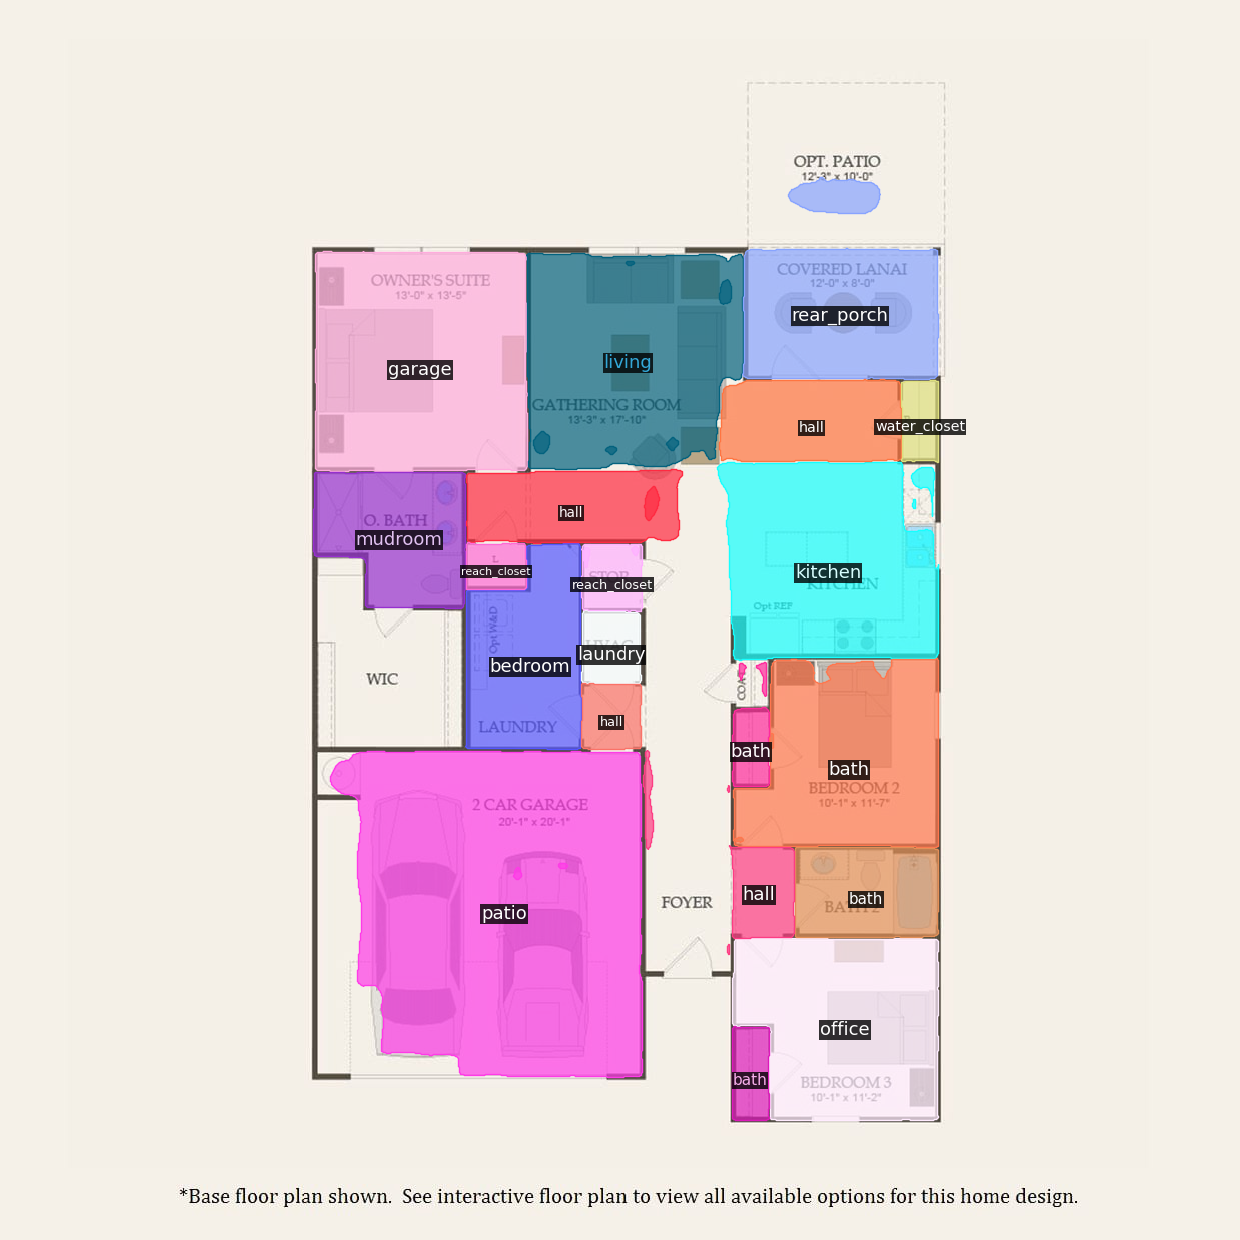 OPT. PATIO
12'-3" x 10'-0"
OWNER'S SUITE
13'-0" x 13'-5"
garage
living
GATHERING ROOM
13'-3" x 17'-10"
COVERED LANAI
12'-0" x 8'-0"
rear_porch
hall
water_closet
O. BATH
mudroom
hall
L
reach_closet
reach_closet
kitchen
KITCHEN
Opt REF
Opt W&D
bedroom
laundry
WIC
LAUNDRY
hall
bath
bath
BEDROOM 2
10'-1" x 11'-7"
2 CAR GARAGE
20'-1" x 20'-1"
patio
FOYER
hall
bath
BATH 2
office
bath
BEDROOM 3
10'-1" x 11'-2"
*Base floor plan shown.  See interactive floor plan to view all available options for this home design.